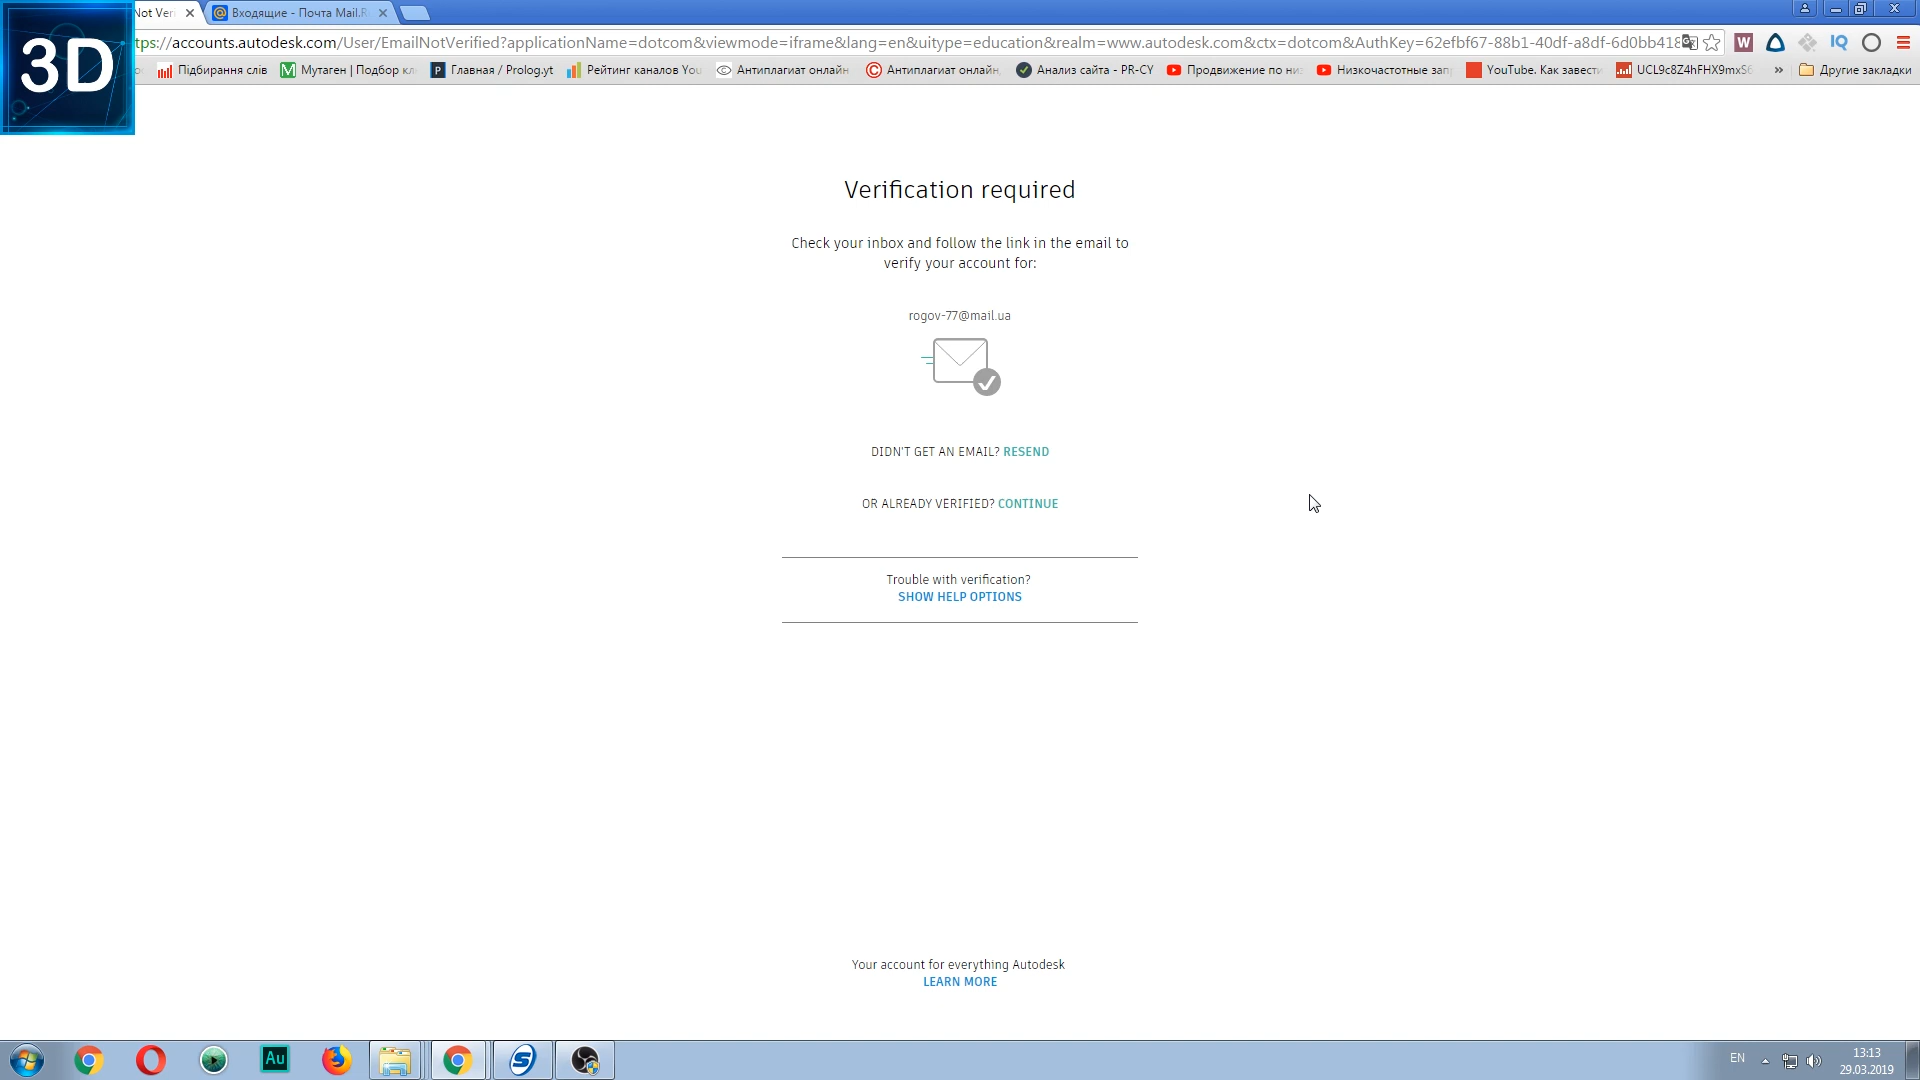 Not Ver
Входящие - Почта Mail.R
tps://accounts.autodesk.com/User/EmailNotVerified?applicationName=dotcom&viewmode=iframe&lang=en&uitype=education&realm=www.autodesk.com&ctx=dotcom&AuthKey=62efbf67-88b1-40df-a8df-6d0bb418
W
IQ
3D
Підбирання слів
M Мутаген | Подбор кл
P Главная / Prolog.yt
Рейтинг каналов You
Антиплагиат онлайн
Антиплагиат онлайн,
Анализ сайта - PR-CY
Продвижение по ни
Низкочастотные зап
YouTube. Как завести
UCL9c8Z4hFHX9mxS6
»
Другие закладки
Verification required
Check your inbox and follow the link in the email to
verify your account for:
rogov-77@mail.ua
DIDN'T GET AN EMAIL? RESEND
OR ALREADY VERIFIED? CONTINUE
Trouble with verification?
SHOW HELP OPTIONS
Your account for everything Autodesk
LEARN MORE
Au
S
EN
13:13
29.03.2019